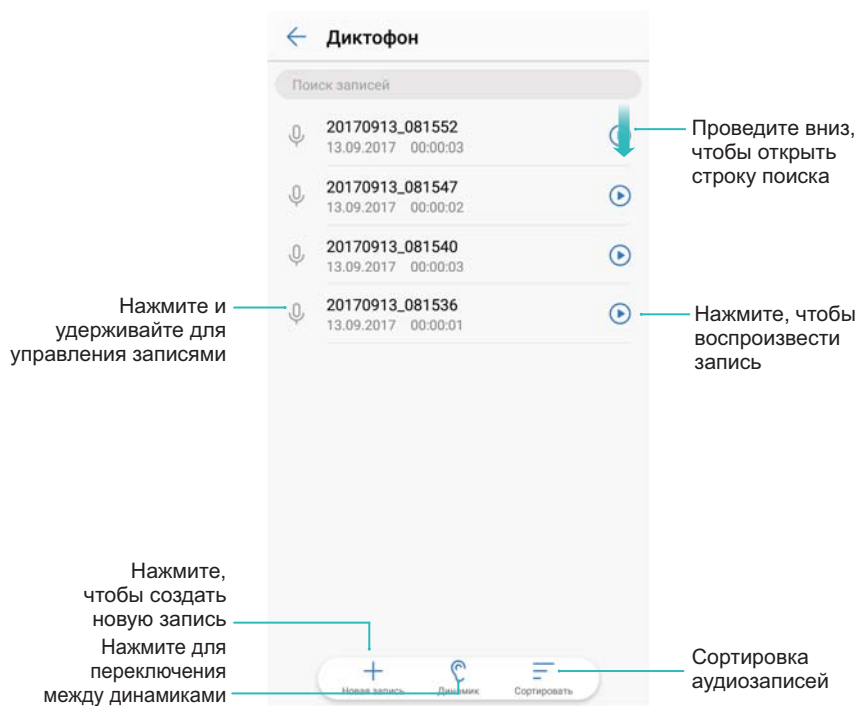 Диктофон
Поиск записей
20170913_081552
13.09.2017 00:00:03
Проведите вниз,
чтобы открыть
строку поиска
20170913_081547
13.09.2017 00:00:02
20170913_081540
13.09.2017 00:00:03
Нажмите и
удерживайте для
управления записями
20170913_081536
13.09.2017 00:00:01
Нажмите, чтобы
воспроизвести
запись
Нажмите,
чтобы создать
новую запись
Нажмите для
переключения
между динамиками
Новая запись
Динамик
Сортировать
Сортировка
аудиозаписей